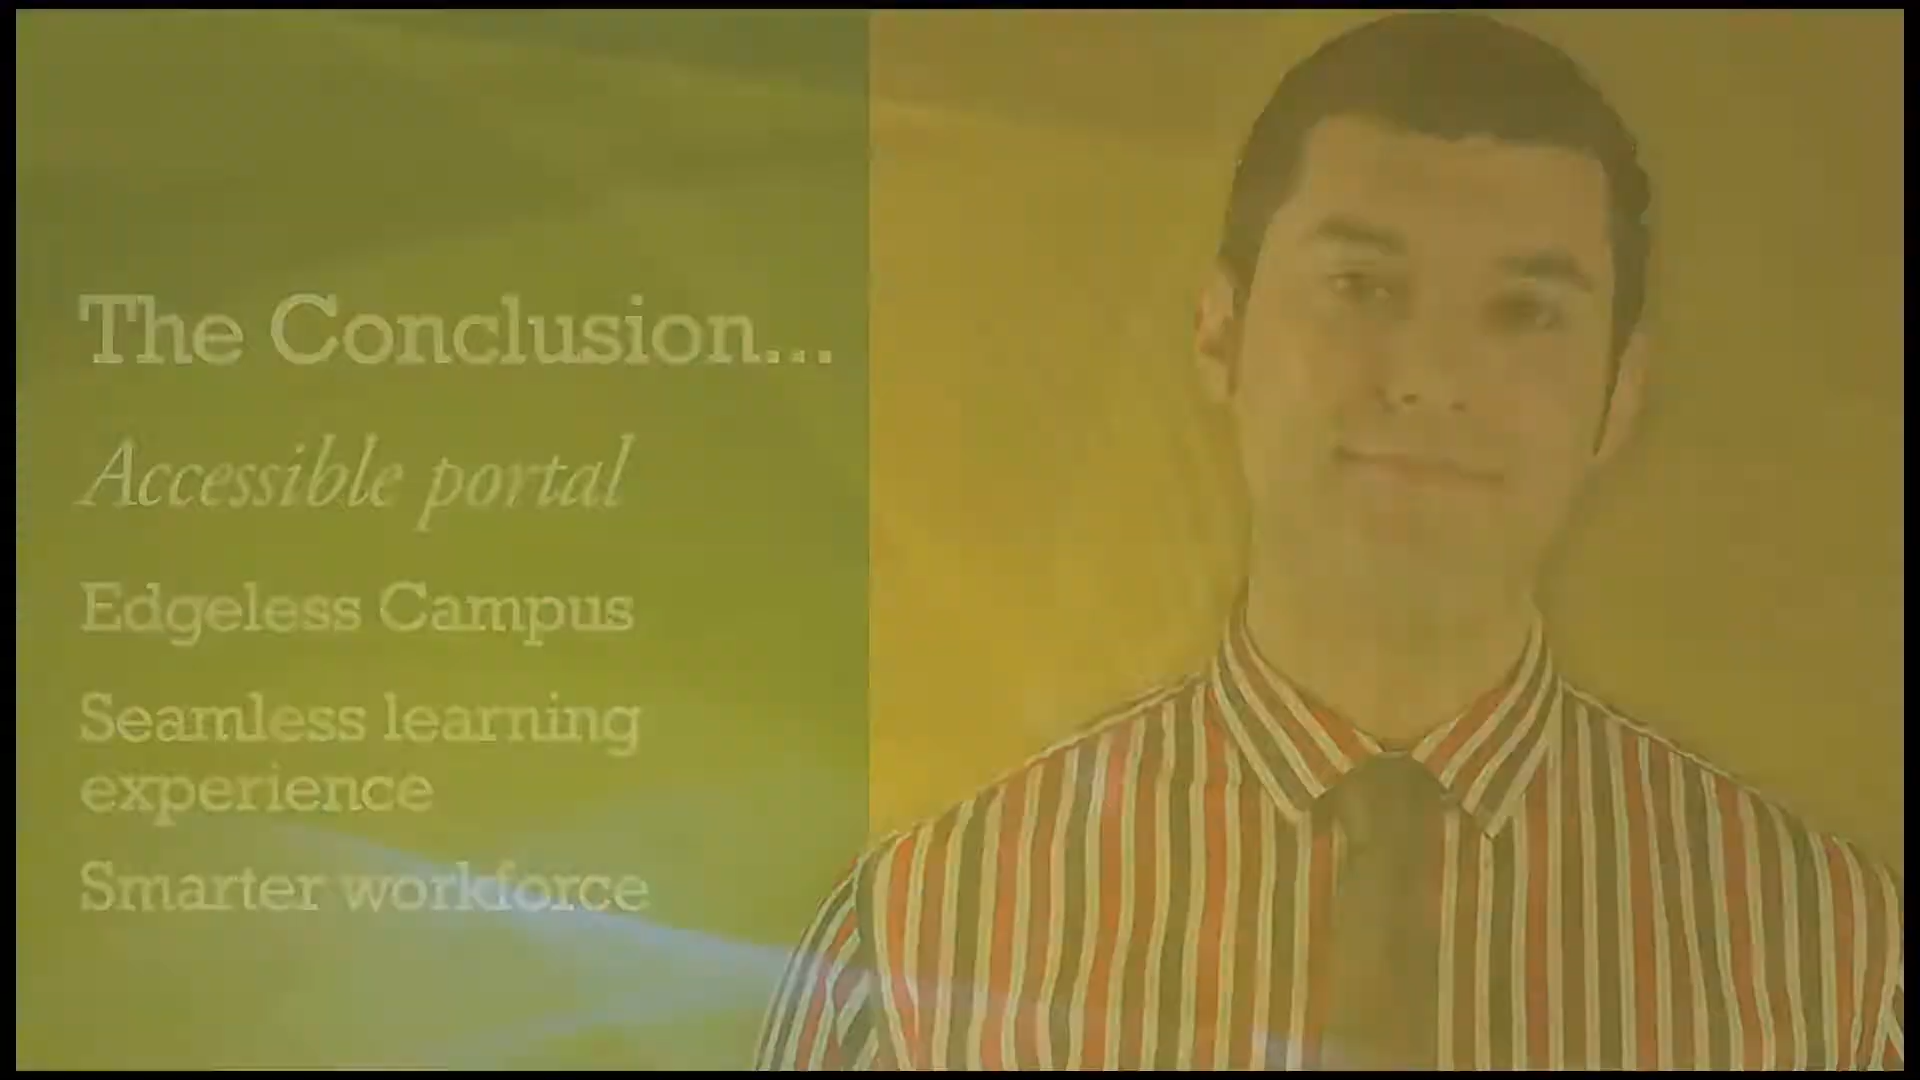 The Conclusion...
Accessible portal
Edgeless Campus
Seamless learning
experience
Smarter workforce